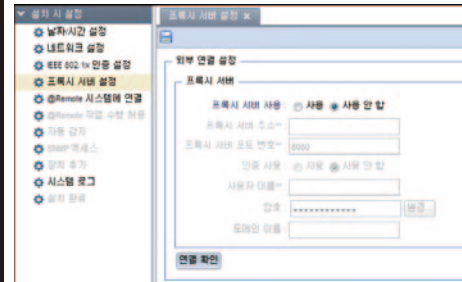 설치 시 설정
날짜/시간 설정
네트워크 설정
IEEE 802.1x 인증 설정
프록시 서버 설정
@Remote 시스템에 연결
@Remote 작업 수행 허용
자동 감지
SNMP 액세스
장치 추가
시스템 로그
설치 완료
프록시 서버 설정 ×
외부 연결 설정
프록시 서버
프록시 서버 사용: 사용 사용 안 함
프록시 서버 주소**
프록시 서버 포트 번호** 8080
인증 사용: 사용 사용 안 함
사용자 이름**
암호: ************ 변경...
도메인 이름
연결 확인